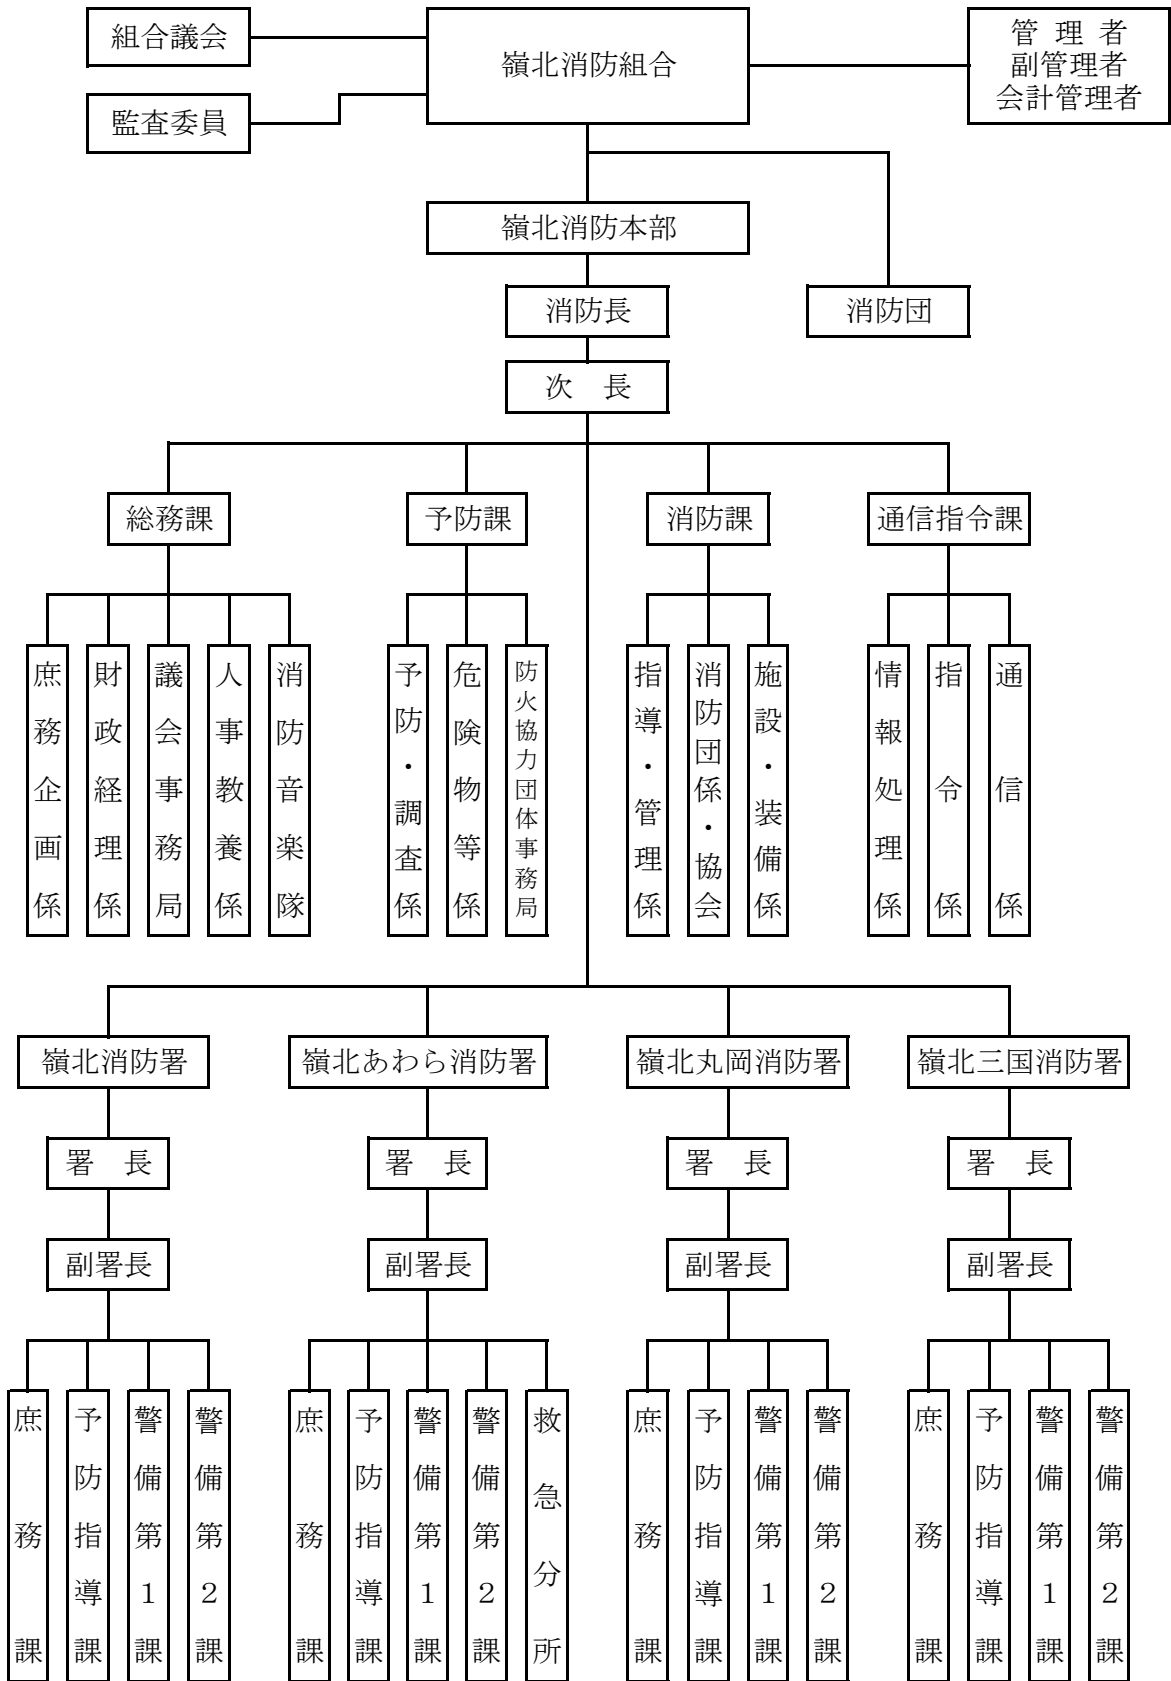 組合議会
嶺北消防組合
管 理 者
副管理者
会計管理者
監査委員
嶺北消防本部
消防長
消防団
次 長
総務課
予防課
消防課
通信指令課
庶務企画係
財政経理係
議会事務局
人事教養係
消防音楽隊
予防・調査係
危険物等係
防火協力団体事務局
指導・管理係
消防団係・協会
施設・装備係
情報処理係
指令係
通信係
嶺北消防署
嶺北あわら消防署
嶺北丸岡消防署
嶺北三国消防署
署 長
署 長
署 長
署 長
副署長
副署長
副署長
副署長
庶務課
予防指導課
警備第1課
警備第2課
庶務課
予防指導課
警備第1課
警備第2課
救急分所
庶務課
予防指導課
警備第1課
警備第2課
庶務課
予防指導課
警備第1課
警備第2課